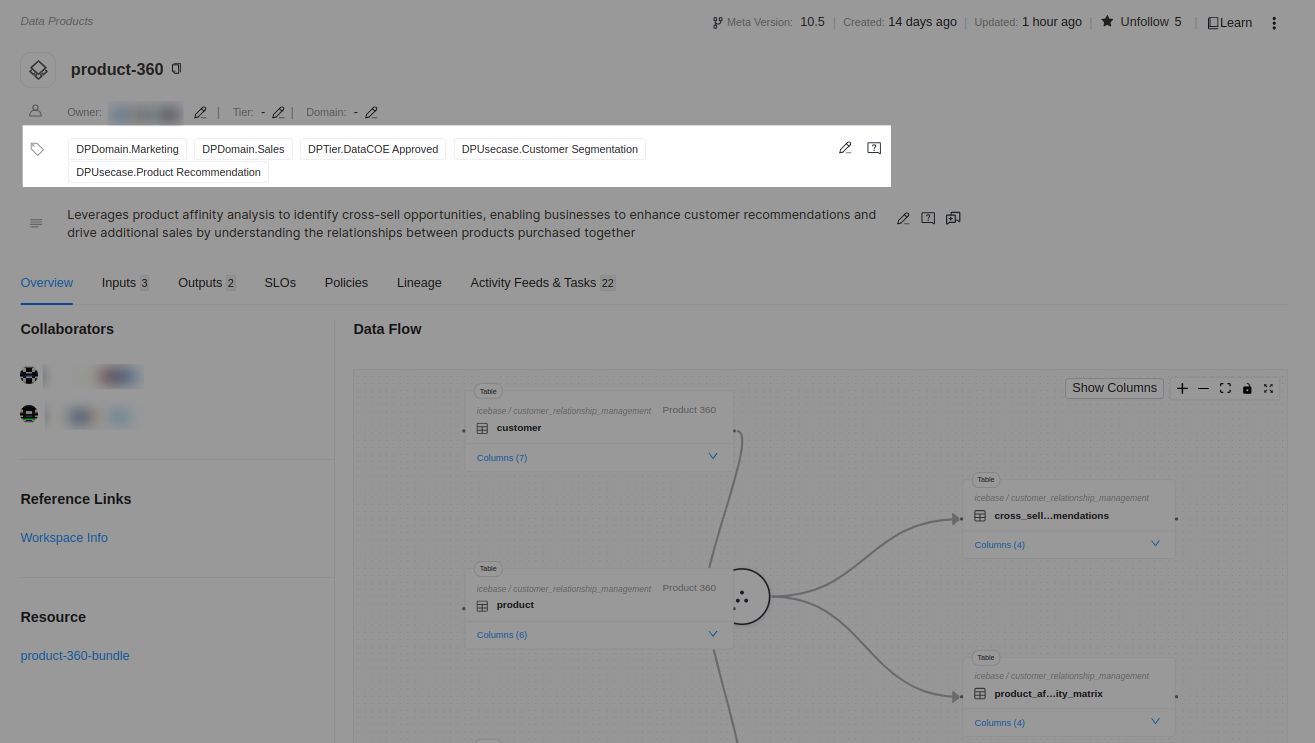 Data Products
Meta Version: 10.5 | Created: 14 days ago | Updated: 1 hour ago | Unfollow 5 | Learn
product-360
Owner: | Tier: - | Domain: -
DPDomain.Marketing DPDomain.Sales DPTier.DataCOE Approved DPUsecase.Customer Segmentation
DPUsecase.Product Recommendation
Leverages product affinity analysis to identify cross-sell opportunities, enabling businesses to enhance customer recommendations and
drive additional sales by understanding the relationships between products purchased together
Overview Inputs 3 Outputs 2 SLOs Policies Lineage Activity Feeds & Tasks 22
Collaborators
Reference Links
Workspace Info
Resource
product-360-bundle
Data Flow
Show Columns
Table
icebase / customer_relationship_management Product 360
customer
Columns (7)
Table
icebase / customer_relationship_management Product 360
product
Columns (6)
Table
icebase / customer_relationship_management
cross_sell...mendations
Columns (4)
Table
icebase / customer_relationship_management
product_af...ity_matrix
Columns (4)